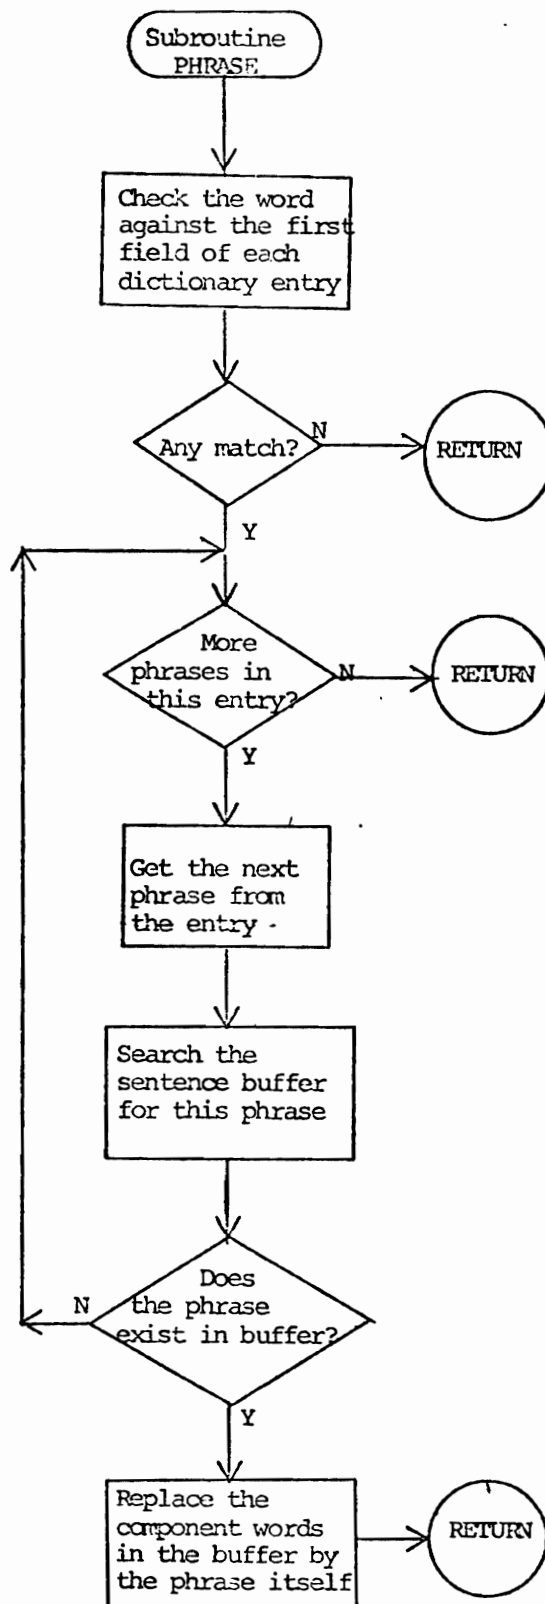 Subroutine
PHRASE
Check the word
against the first
field of each
dictionary entry
Any match?
N
RETURN
Y
More
phrases in
this entry?
N
RETURN
Y
Get the next
phrase from
the entry
Search the
sentence buffer
for this phrase
Does
the phrase
exist in buffer?
N
Y
Replace the
component words
in the buffer by
the phrase itself
RETURN